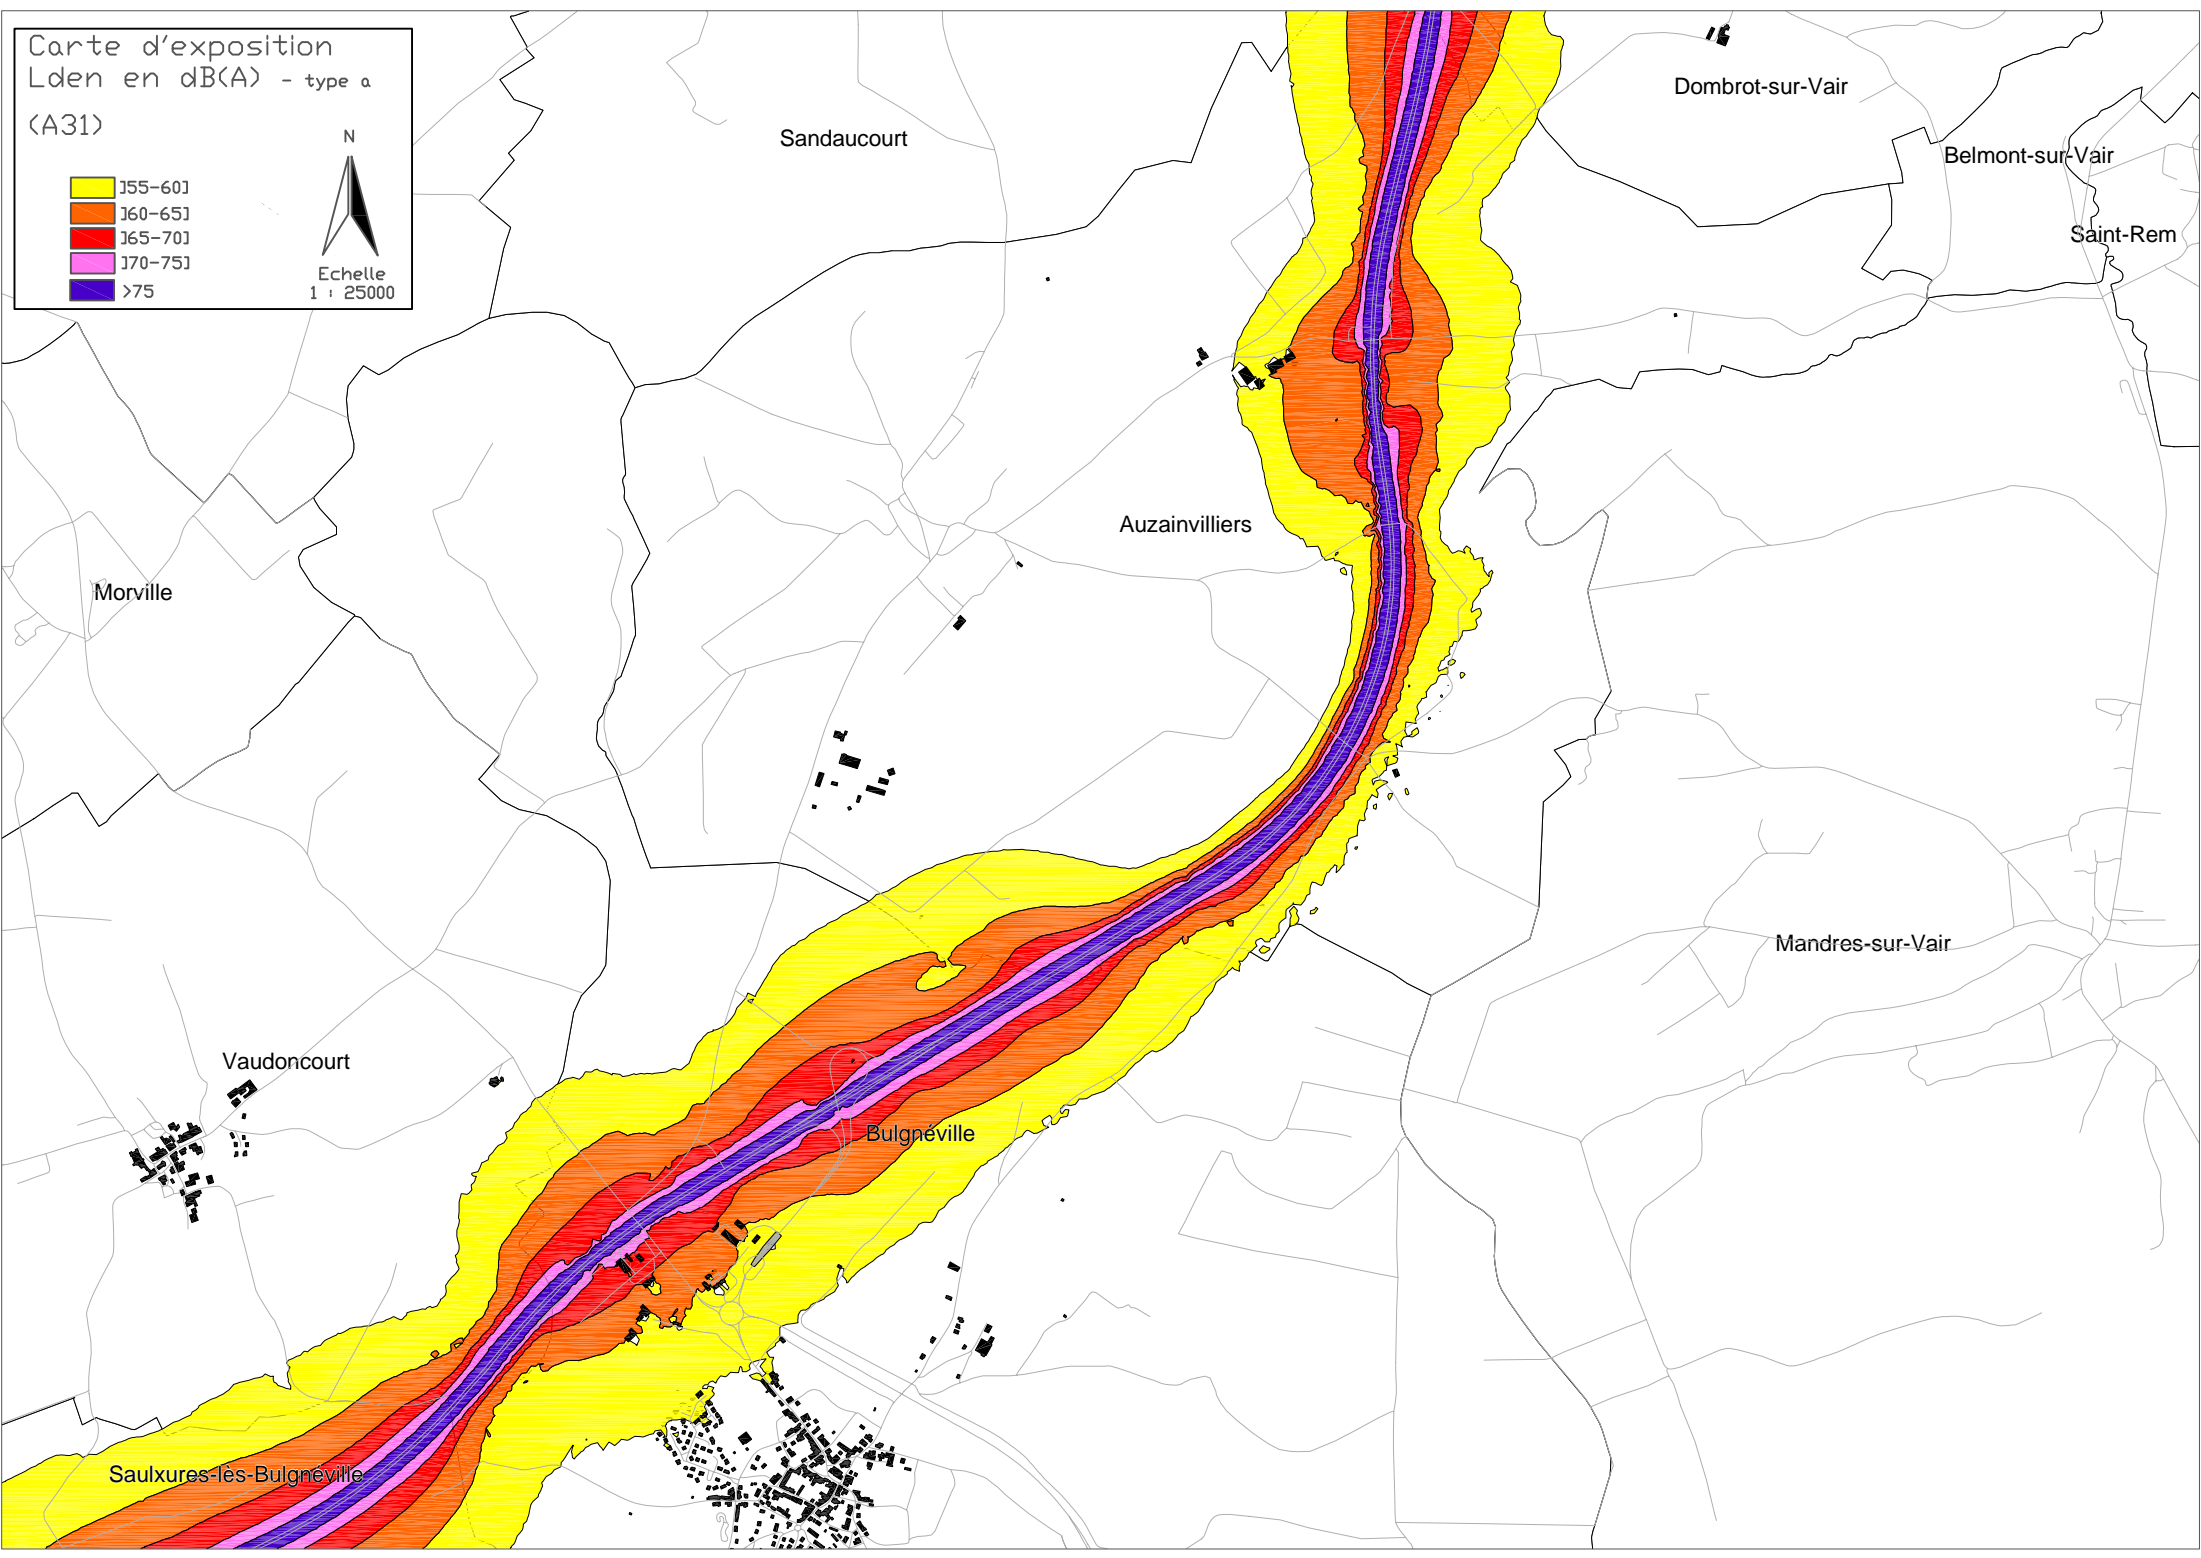 Carte d'exposition
Lden en dB(A) - type a
(A31)
N
]55-60]
]60-65]
]65-70]
]70-75]
>75
Echelle
1 : 25000
Sandaucourt
Dombrot-sur-Vair
Belmont-sur-Vair
Saint-Rem
Auzainvilliers
Morville
Mandres-sur-Vair
Vaudoncourt
Bulgnéville
Saulxures-lès-Bulgnéville